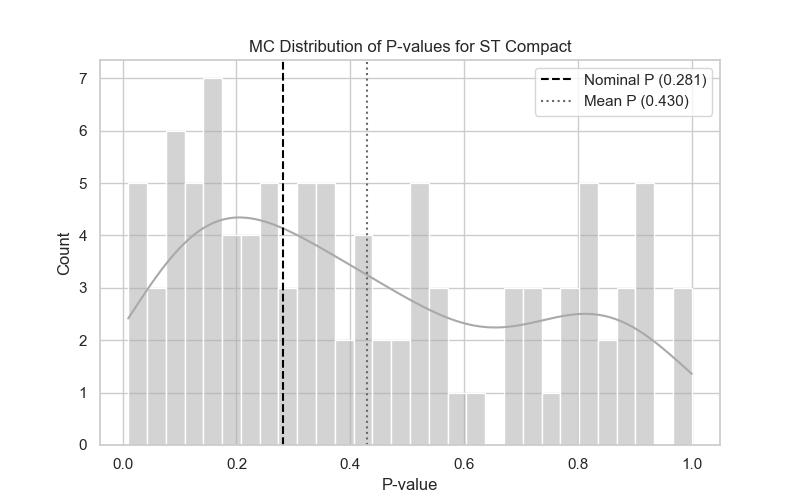 MC Distribution of P-values for ST Compact
Nominal P (0.281)
Mean P (0.430)
7
6
5
4
3
2
1
0
Count
0.0 0.2 0.4 0.6 0.8 1.0
P-value